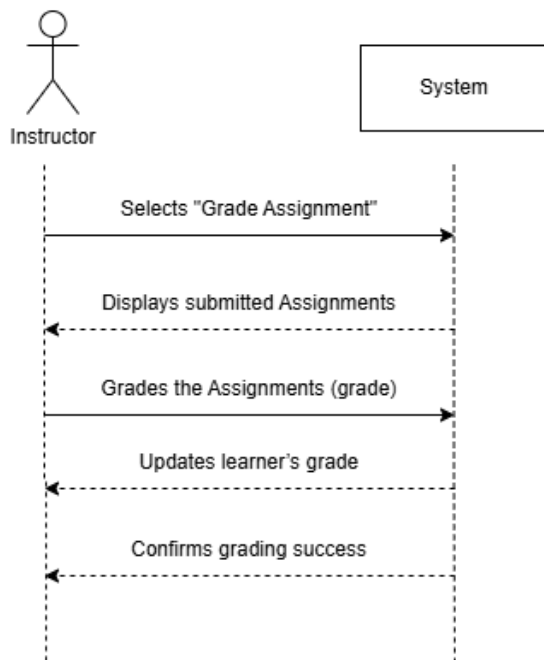 Instructor
System
Selects "Grade Assignment"
Displays submitted Assignments
Grades the Assignments (grade)
Updates learner's grade
Confirms grading success